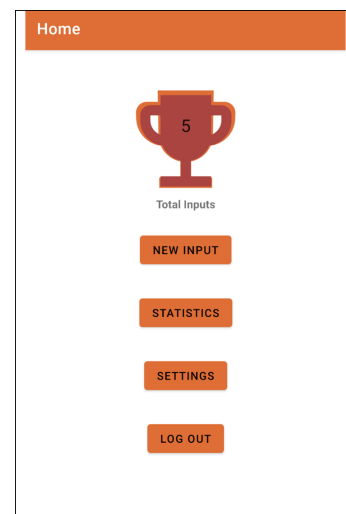 Home
5
Total Inputs
NEW INPUT
STATISTICS
SETTINGS
LOG OUT